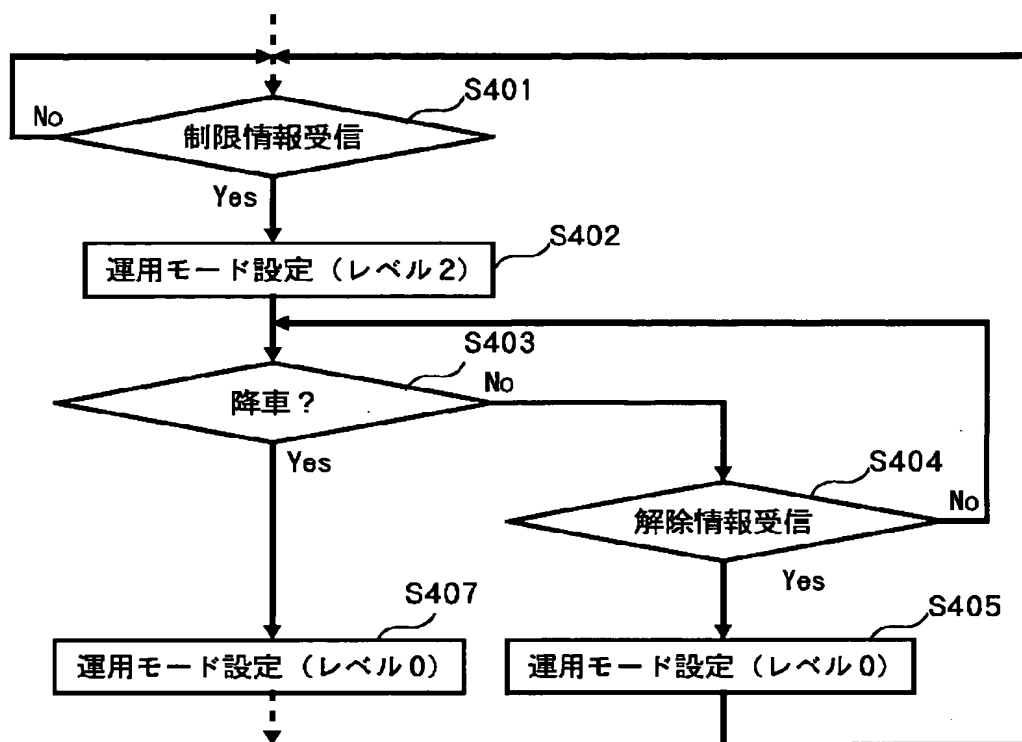 S401
No
制限情報受信
Yes
S402
運用モード設定（レベル2）
S403
降車？
No
Yes
S404
解除情報受信
No
Yes
S407
運用モード設定（レベル0）
S405
運用モード設定（レベル0）